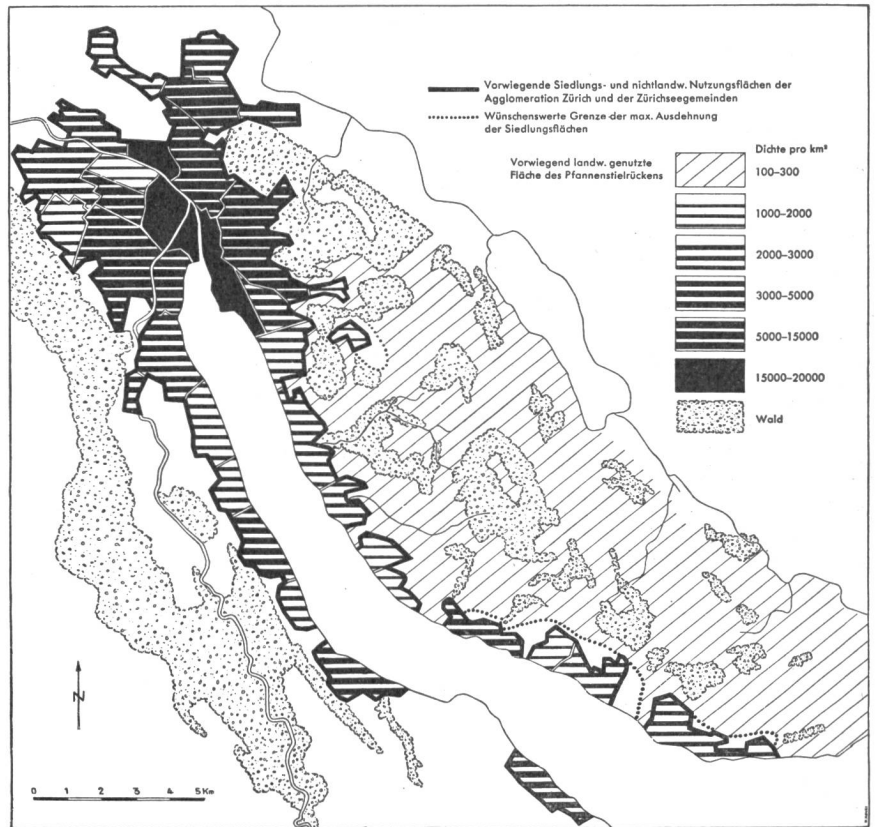 Vorwiegende Siedlungs- und nichtlandw. Nutzungsflächen der
Agglomeration Zürich und der Zürichseegemeinden
Wünschenswerte Grenze der max. Ausdehnung
der Siedlungsflächen
Vorwiegend landw. genutzte
Fläche des Pfannenstielrückens
Dichte pro km²
100–300
1000–2000
2000–3000
3000–5000
5000–15000
15000–20000
Wald
N
0 1 2 3 4 5 Km